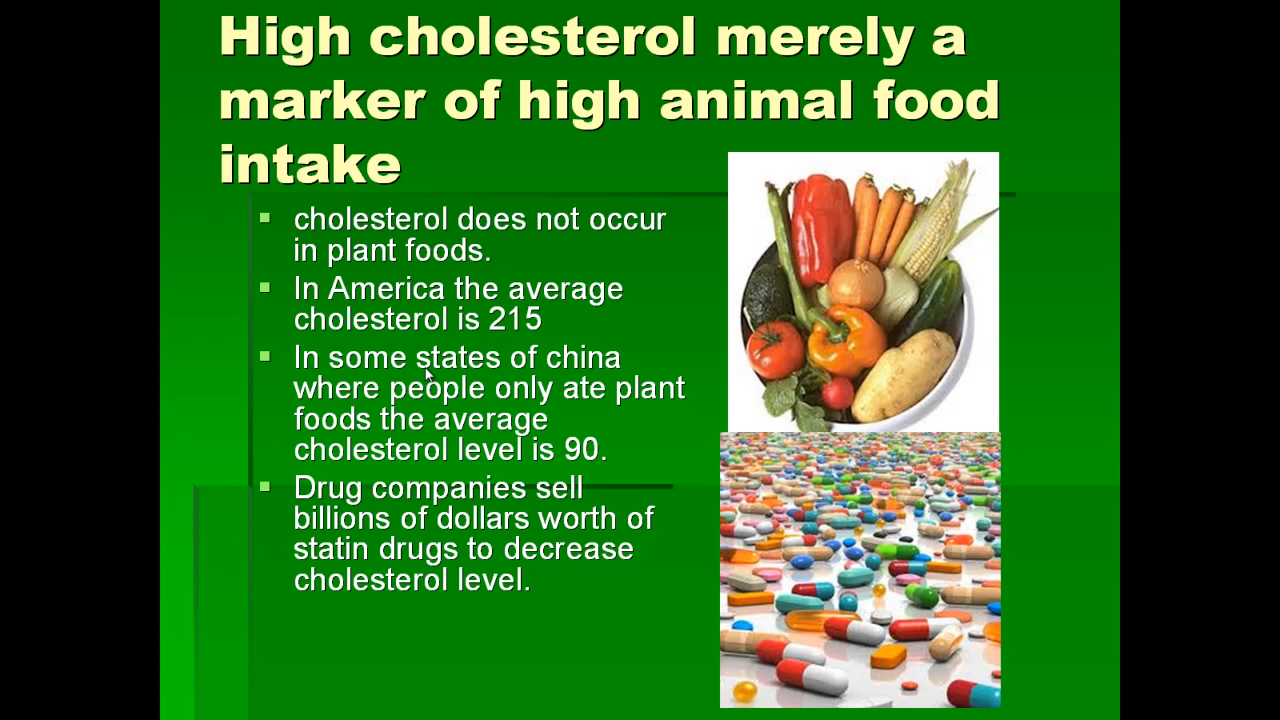 High cholesterol merely a
marker of high animal food
intake
cholesterol does not occur
in plant foods.
In America the average
cholesterol is 215
In some states of china
where people only ate plant
foods the average
cholesterol level is 90.
Drug companies sell
billions of dollars worth of
statin drugs to decrease
cholesterol level.